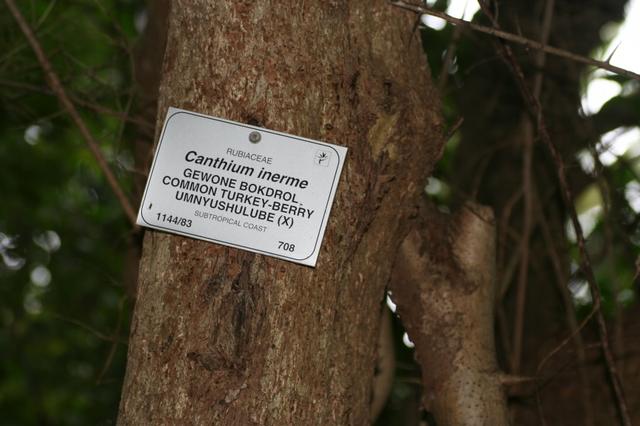 RUBIACEAE
Canthium inerme
GEWONE BOKDROL
COMMON TURKEY-BERRY
UMNYUSHULUBE (X)
SUBTROPICAL COAST
1144/83 708